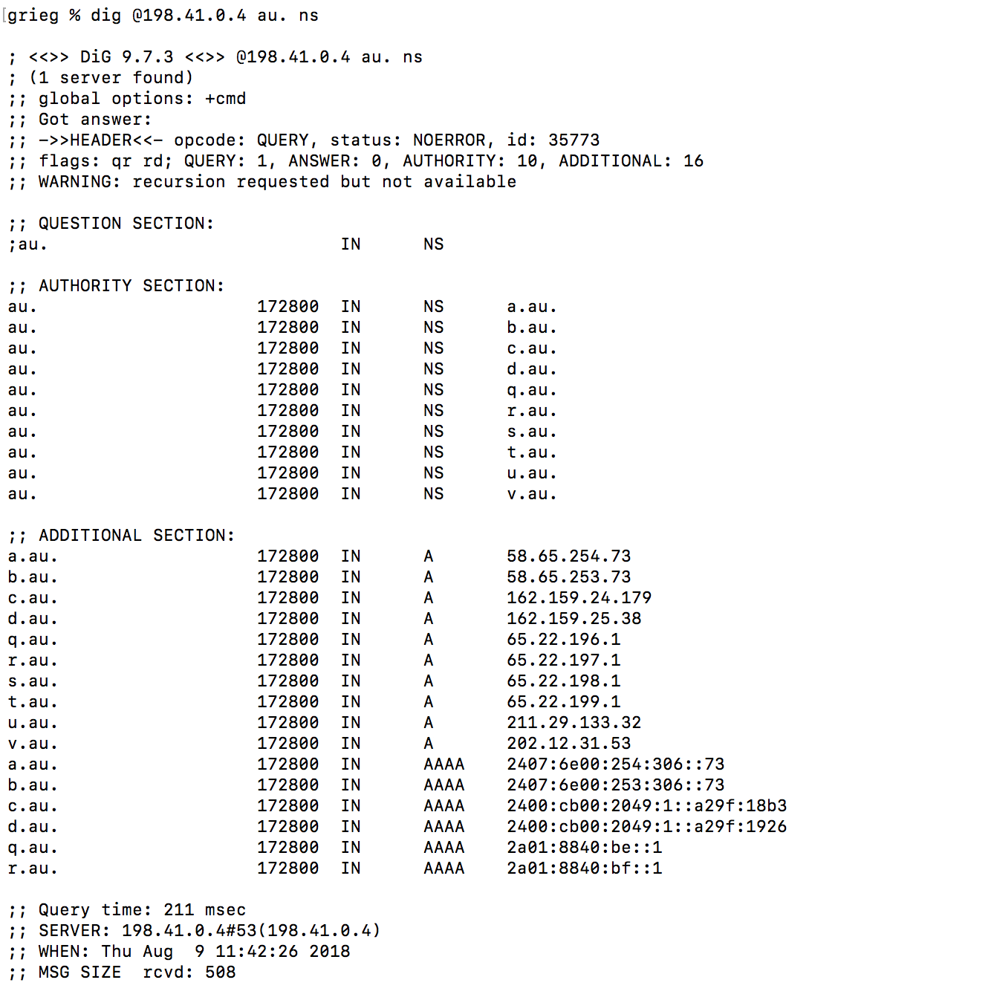 [grieg % dig @198.41.0.4 au. ns
; <<>> DiG 9.7.3 <<>> @198.41.0.4 au. ns
; (1 server found)
;; global options: +cmd
;; Got answer:
;; ->>HEADER<<- opcode: QUERY, status: NOERROR, id: 35773
;; flags: qr rd; QUERY: 1, ANSWER: 0, AUTHORITY: 10, ADDITIONAL: 16
;; WARNING: recursion requested but not available
;; QUESTION SECTION:
;au. IN NS
;; AUTHORITY SECTION:
au. 172800 IN NS a.au.
au. 172800 IN NS b.au.
au. 172800 IN NS c.au.
au. 172800 IN NS d.au.
au. 172800 IN NS q.au.
au. 172800 IN NS r.au.
au. 172800 IN NS s.au.
au. 172800 IN NS t.au.
au. 172800 IN NS u.au.
au. 172800 IN NS v.au.
;; ADDITIONAL SECTION:
a.au. 172800 IN A 58.65.254.73
b.au. 172800 IN A 58.65.253.73
c.au. 172800 IN A 162.159.24.179
d.au. 172800 IN A 162.159.25.38
q.au. 172800 IN A 65.22.196.1
r.au. 172800 IN A 65.22.197.1
s.au. 172800 IN A 65.22.198.1
t.au. 172800 IN A 65.22.199.1
u.au. 172800 IN A 211.29.133.32
v.au. 172800 IN A 202.12.31.53
a.au. 172800 IN AAAA 2407:6e00:254:306::73
b.au. 172800 IN AAAA 2407:6e00:253:306::73
c.au. 172800 IN AAAA 2400:cb00:2049:1::a29f:18b3
d.au. 172800 IN AAAA 2400:cb00:2049:1::a29f:1926
q.au. 172800 IN AAAA 2a01:8840:be::1
r.au. 172800 IN AAAA 2a01:8840:bf::1
;; Query time: 211 msec
;; SERVER: 198.41.0.4#53(198.41.0.4)
;; WHEN: Thu Aug  9 11:42:26 2018
;; MSG SIZE  rcvd: 508